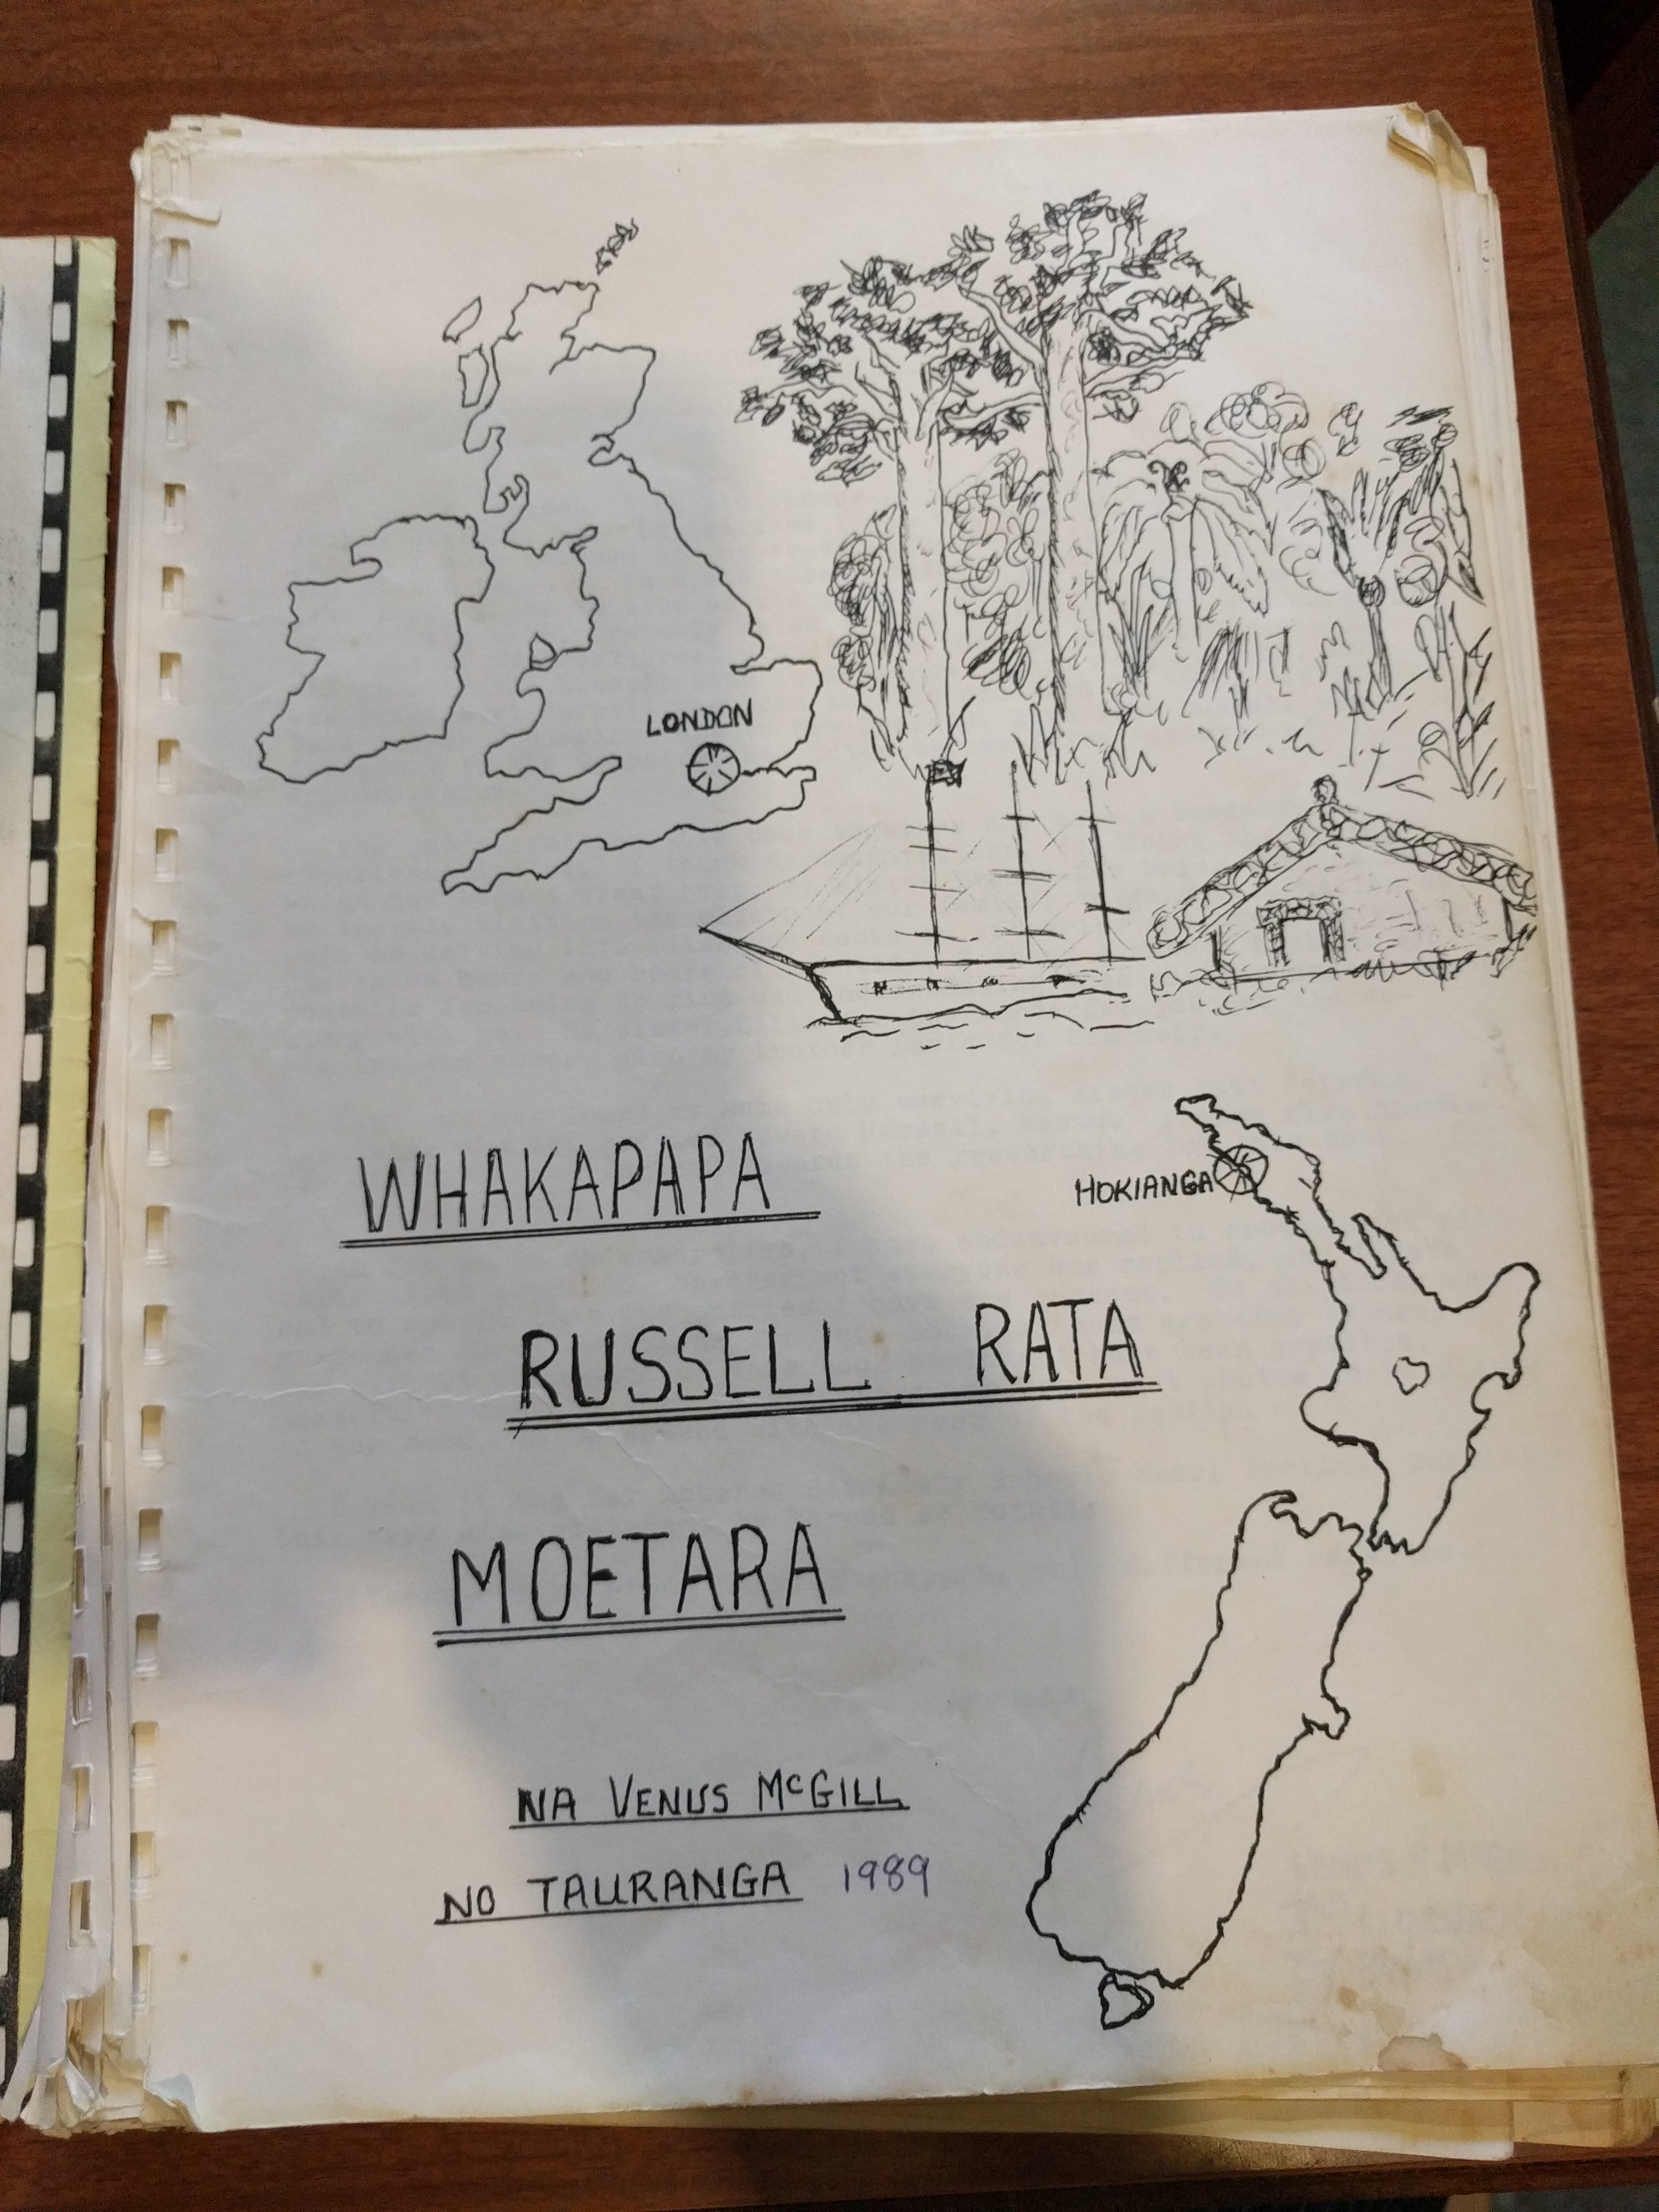 LONDON
HOKIANGA
WHAKAPAPA
RUSSELL RATA
MOETARA
NA VENUS McGILL
NO TAURANGA 1989